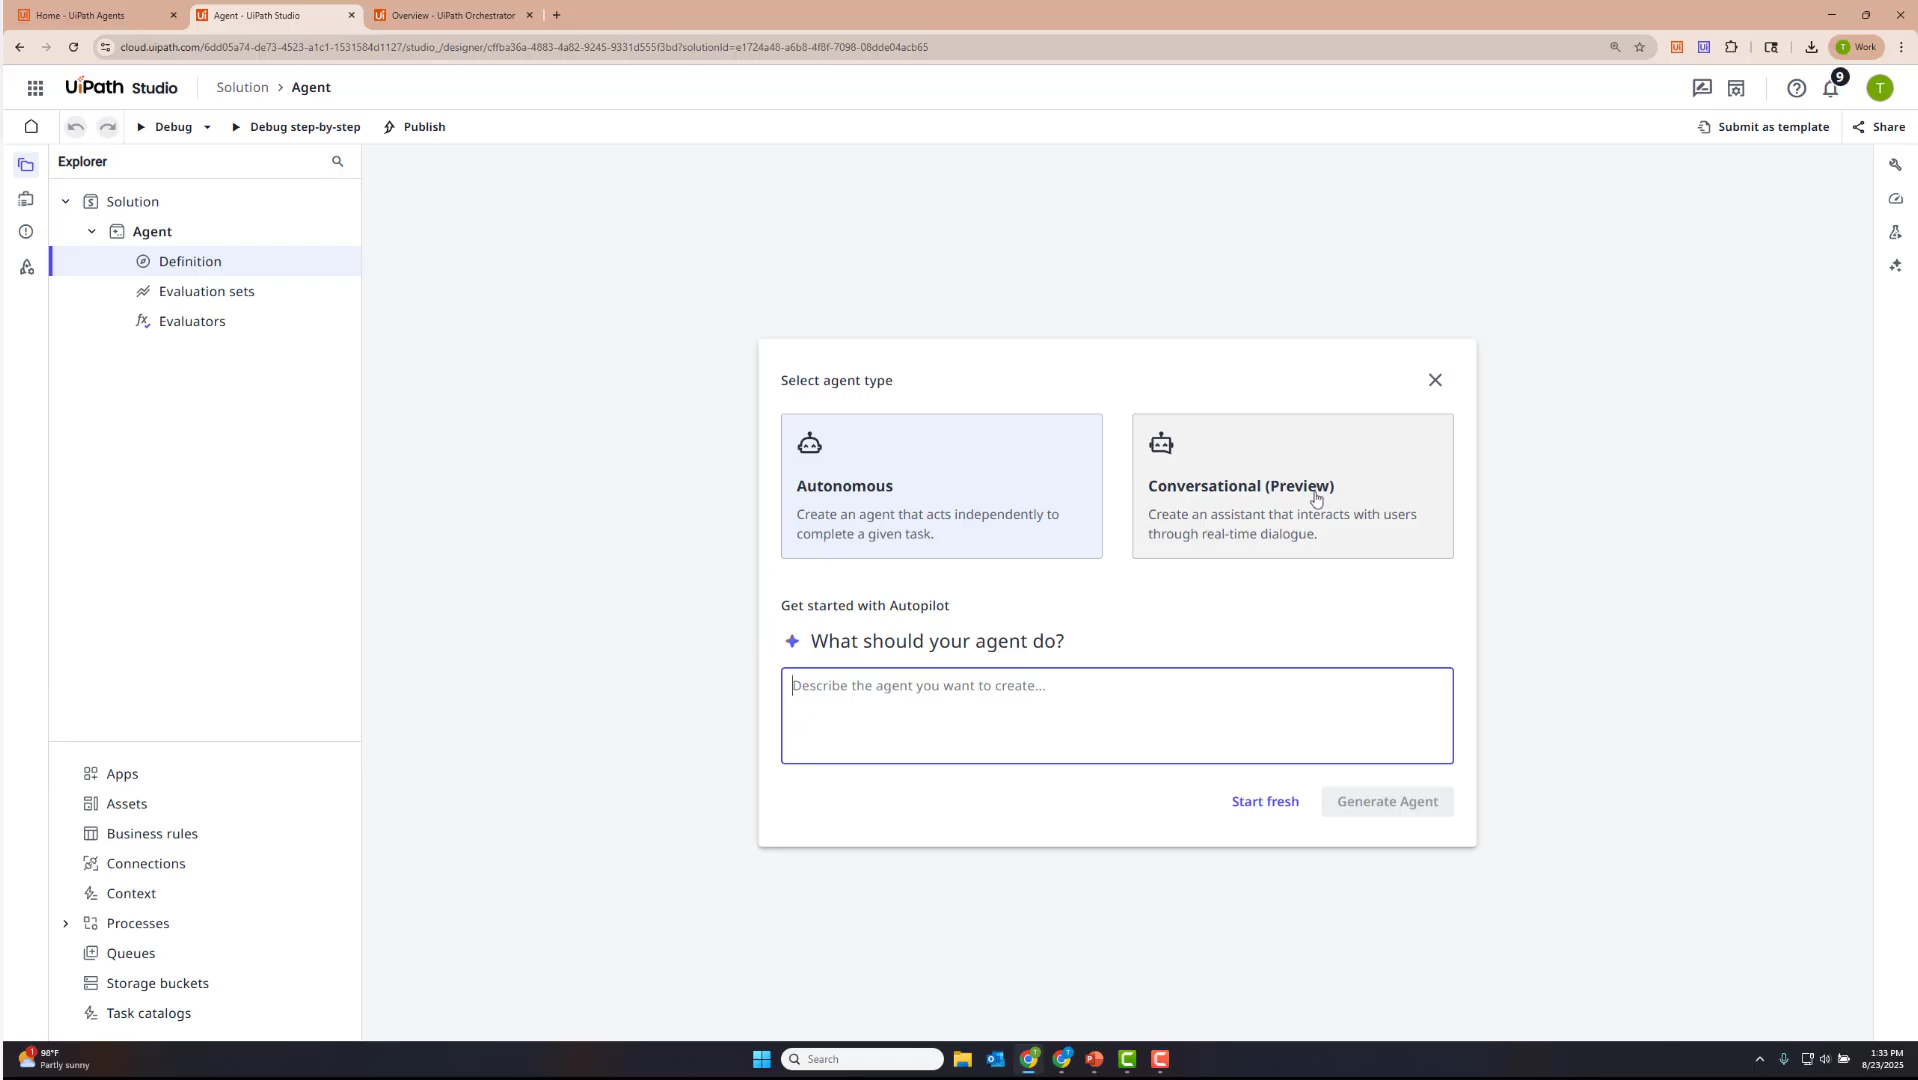 Home - UiPath Agents
Agent - UiPath Studio
Overview - UiPath Orchestrator
cloud.uipath.com/6dd05a74-de73-4523-a1c1-1531584d1127/studio_/designer/cffba36a-4883-4a82-9245-9331d555f3bd?solutionId=e1724a48-a6b8-4f8f-7098-08dde04acb65
T Work
UiPath Studio
Solution > Agent
9
T
Debug
Debug step-by-step
Publish
Submit as template
Share
Explorer
Solution
Agent
Definition
Evaluation sets
Evaluators
Select agent type
Autonomous
Create an agent that acts independently to
complete a given task.
Conversational (Preview)
Create an assistant that interacts with users
through real-time dialogue.
Get started with Autopilot
What should your agent do?
Describe the agent you want to create...
Start fresh
Generate Agent
Apps
Assets
Business rules
Connections
Context
Processes
Queues
Storage buckets
Task catalogs
1
98°F
Partly sunny
Search
1:33 PM
8/23/2025